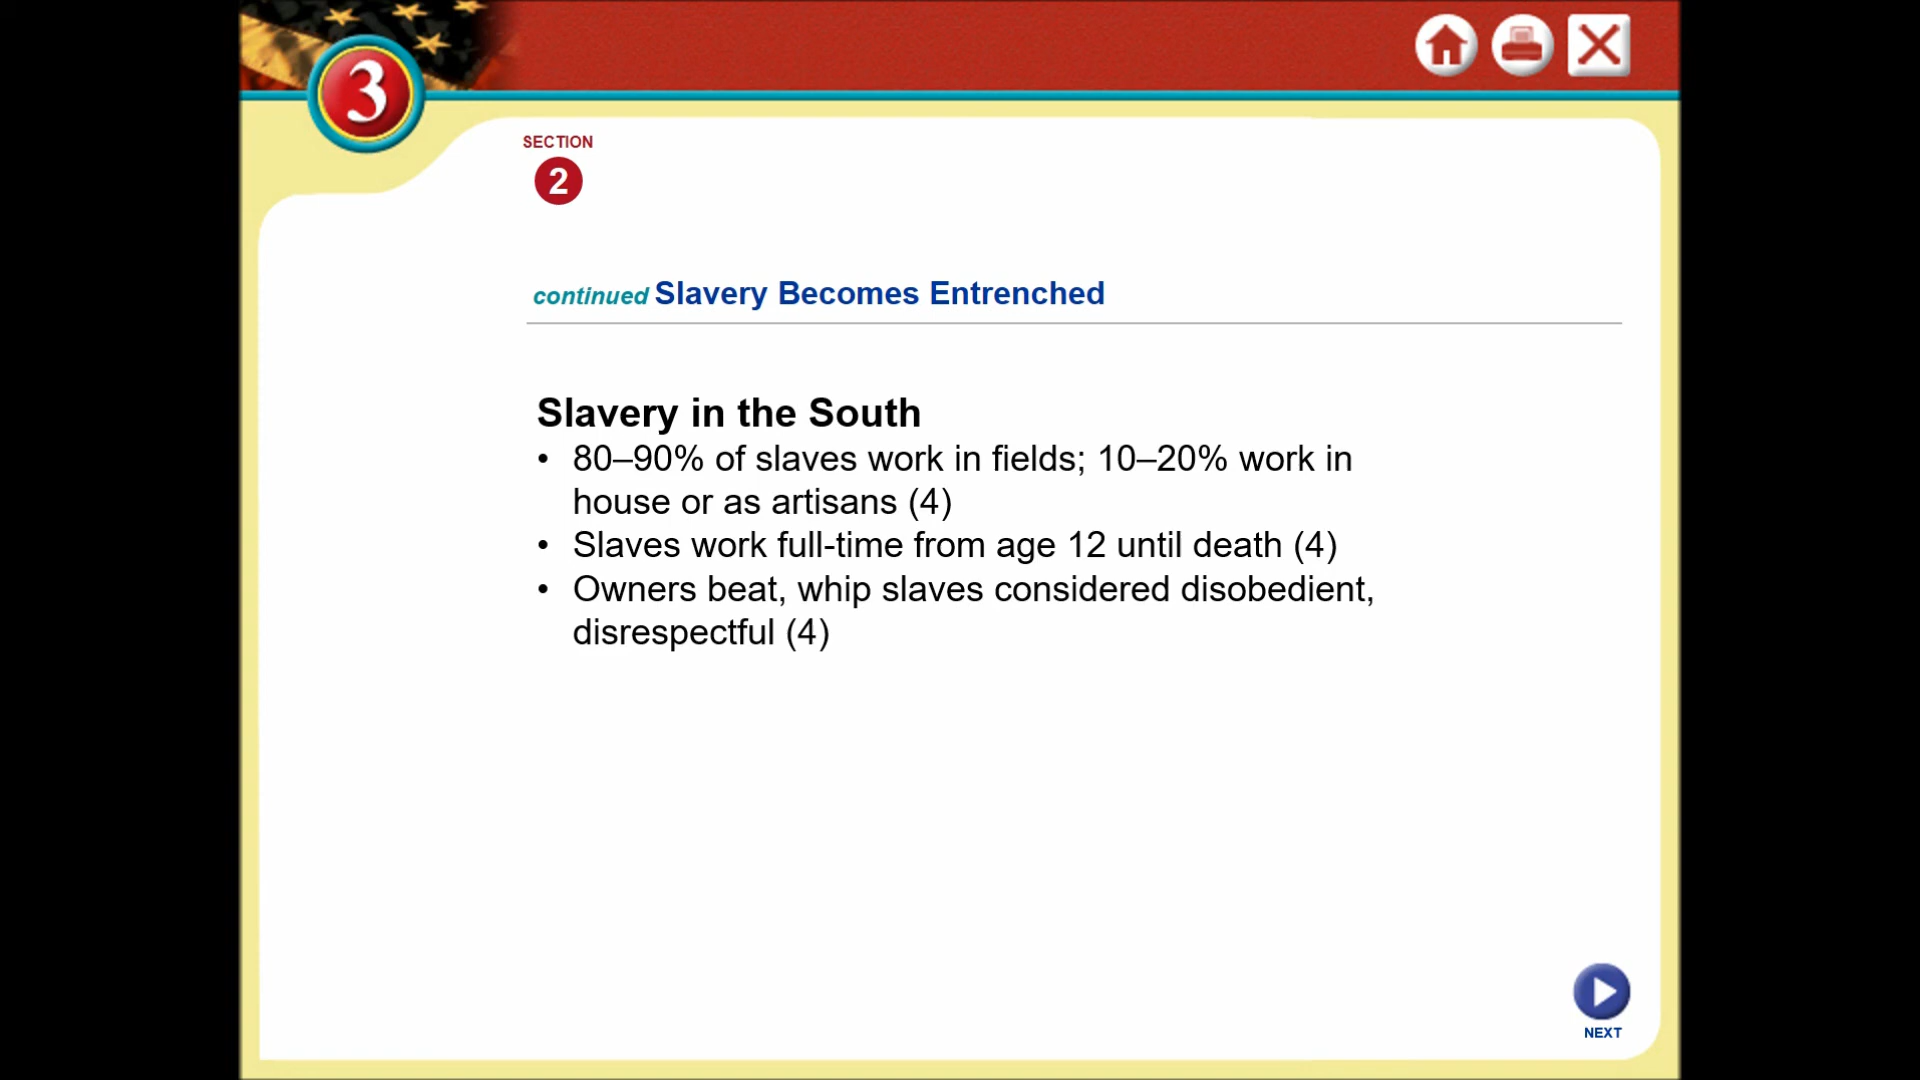 3
SECTION
2
continued Slavery Becomes Entrenched
Slavery in the South
• 80–90% of slaves work in fields; 10–20% work in
house or as artisans (4)
• Slaves work full-time from age 12 until death (4)
• Owners beat, whip slaves considered disobedient,
disrespectful (4)
NEXT